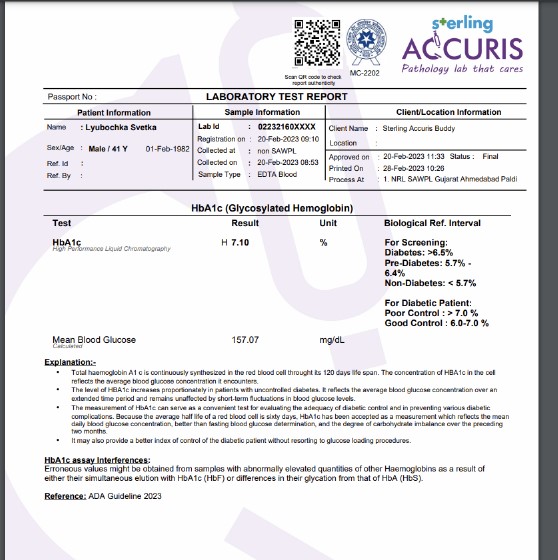 sterling
ACCURIS
Pathology lab that cares
Scan QR code to check
report authenticity
MC-2202
Passport No :
LABORATORY TEST REPORT
Patient Information
Name : Lyubochka Svetka
Sex/Age : Male / 41 Y 01-Feb-1982
Ref. Id :
Ref. By :
Sample Information
Lab Id : 02232160XXXX
Registration on : 20-Feb-2023 09:10
Collected at : non SAWPL
Collected on : 20-Feb-2023 08:53
Sample Type : EDTA Blood
Client/Location Information
Client Name : Sterling Accuris Buddy
Location :
Approved on : 20-Feb-2023 11:33 Status : Final
Printed On : 28-Feb-2023 10:26
Process At : 1. NRL SAWPL Gujarat Ahmedabad Paldi
HbA1c (Glycosylated Hemoglobin)
Test Result Unit Biological Ref. Interval
HbA1c H 7.10 % For Screening:
High Performance Liquid Chromatography
Diabetes: >6.5%
Pre-Diabetes: 5.7% -
6.4%
Non-Diabetes: < 5.7%
For Diabetic Patient:
Poor Control : > 7.0 %
Good Control : 6.0-7.0 %
Mean Blood Glucose 157.07 mg/dL
Calculated
Explanation:-
• Total haemoglobin A1 c is continuously synthesized in the red blood cell throught its 120 days life span. The concentration of HBA1c in the cell
reflects the average blood glucose concentration it encounters.
• The level of HBA1c increases proportionately in patients with uncontrolled diabetes. It reflects the average blood glucose concentration over an
extended time period and remains unaffected by short-term fluctuations in blood glucose levels.
• The measurement of HbA1c can serve as a convenient test for evaluating the adequacy of diabetic control and in preventing various diabetic
complications. Because the average half life of a red blood cell is sixty days, HbA1c has been accepted as a measurement which reflects the mean
daily blood glucose concentration, better than fasting blood glucose determination, and the degree of carbohydrate imbalance over the preceding
two months.
• It may also provide a better index of control of the diabetic patient without resorting to glucose loading procedures.
HbA1c assay Interferences:
Erroneous values might be obtained from samples with abnormally elevated quantities of other Haemoglobins as a result of
either their simultaneous elution with HbA1c (HbF) or differences in their glycation from that of HbA (HbS).
Reference: ADA Guideline 2023